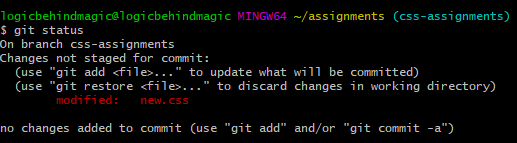 logicbehindmagic@logicbehindmagic MINGW64 ~/assignments (css-assignments)
$ git status
On branch css-assignments
Changes not staged for commit:
  (use "git add <file>..." to update what will be committed)
  (use "git restore <file>..." to discard changes in working directory)
        modified:   new.css

no changes added to commit (use "git add" and/or "git commit -a")